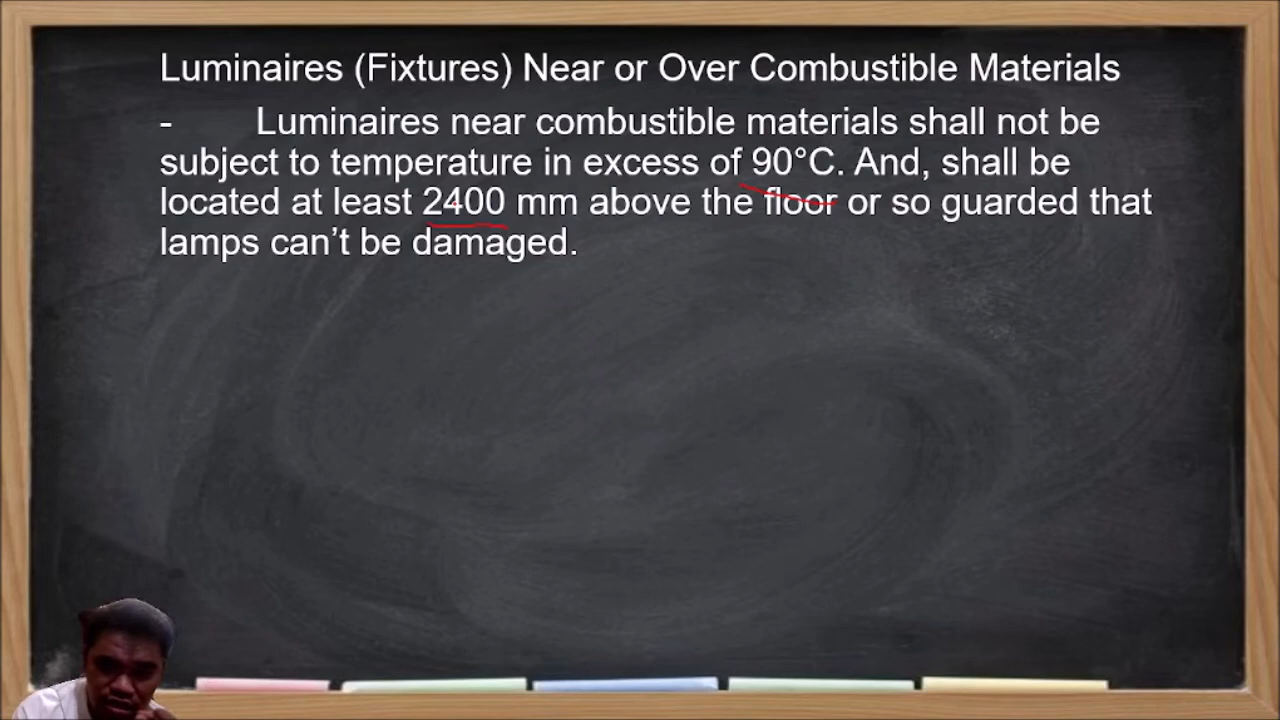 Luminaires (Fixtures) Near or Over Combustible Materials
- Luminaires near combustible materials shall not be
subject to temperature in excess of 90°C. And, shall be
located at least 2400 mm above the floor or so guarded that
lamps can’t be damaged.